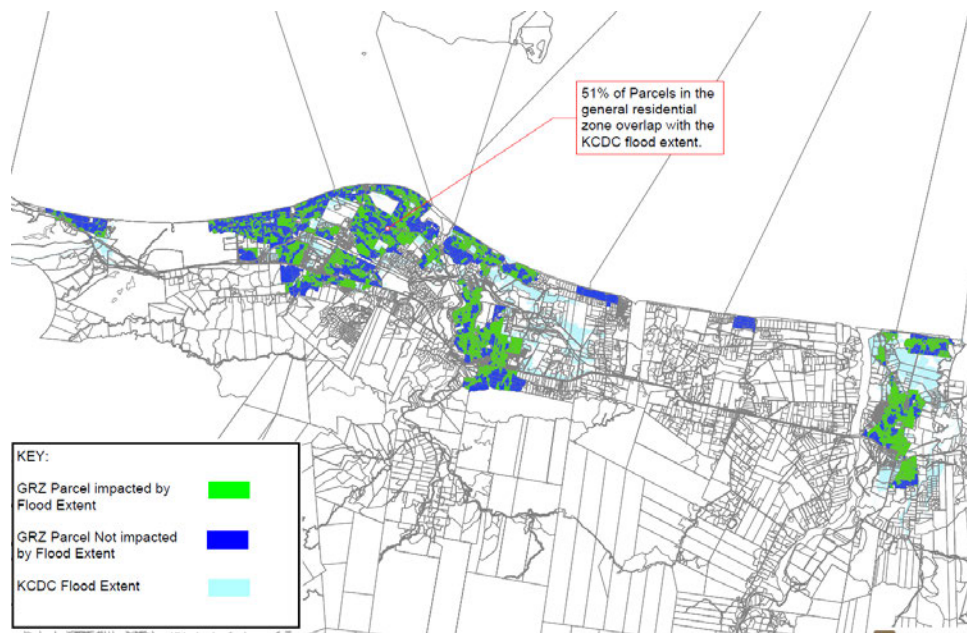 51% of Parcels in the
general residential
zone overlap with the
KCDC flood extent.
KEY:
GRZ Parcel impacted by
Flood Extent
GRZ Parcel Not impacted
by Flood Extent
KCDC Flood Extent